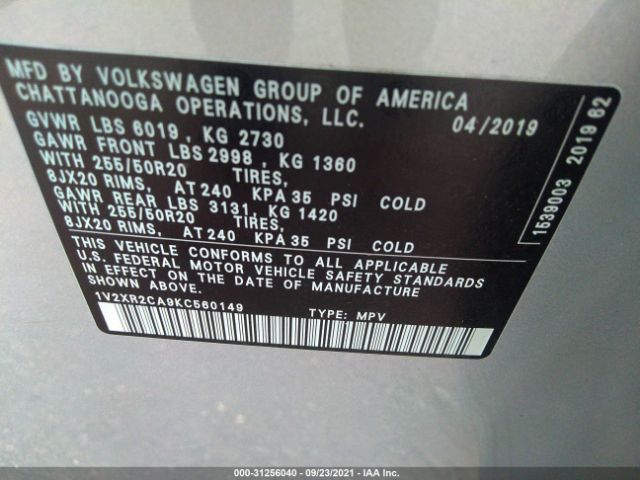 MFD BY VOLKSWAGEN GROUP OF AMERICA
CHATTANOOGA OPERATIONS, LLC.
04/2019
GVWR LBS 6019, KG 2730
GAWR FRONT LBS 2998, KG 1360
WITH 255/50R20 TIRES,
8JX20 RIMS, AT 240 KPA 35 PSI COLD
GAWR REAR LBS 3131, KG 1420
WITH 255/50R20 TIRES,
8JX20 RIMS, AT 240 KPA 35 PSI COLD
THIS VEHICLE CONFORMS TO ALL APPLICABLE
U.S. FEDERAL MOTOR VEHICLE SAFETY STANDARDS
IN EFFECT ON THE DATE OF MANUFACTURE
SHOWN ABOVE.
1V2XR2CA9KC560149 TYPE: MPV
1639003 2019 62
000-31256040 - 09/23/2021 - IAA Inc.